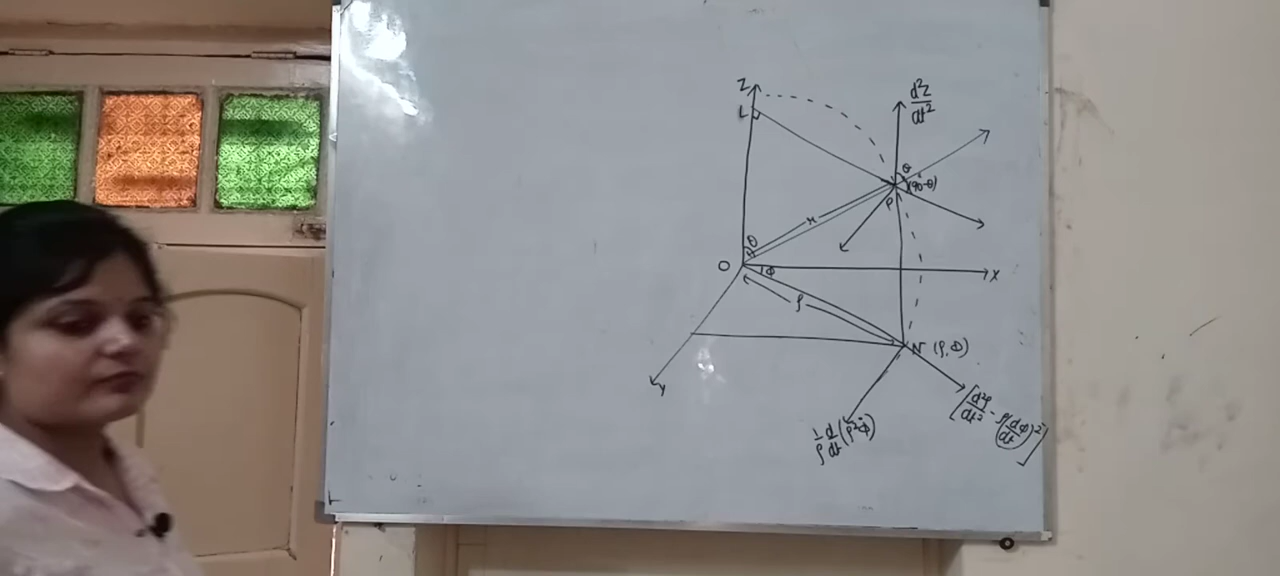 Z
L
d²z/dt²
θ
(90-θ)
P
r
θ
O
φ
x
ρ
N (ρ, φ)
y
1/ρ d/dt (ρ²φ̇)
[d²ρ/dt² - ρ(dφ/dt)²]